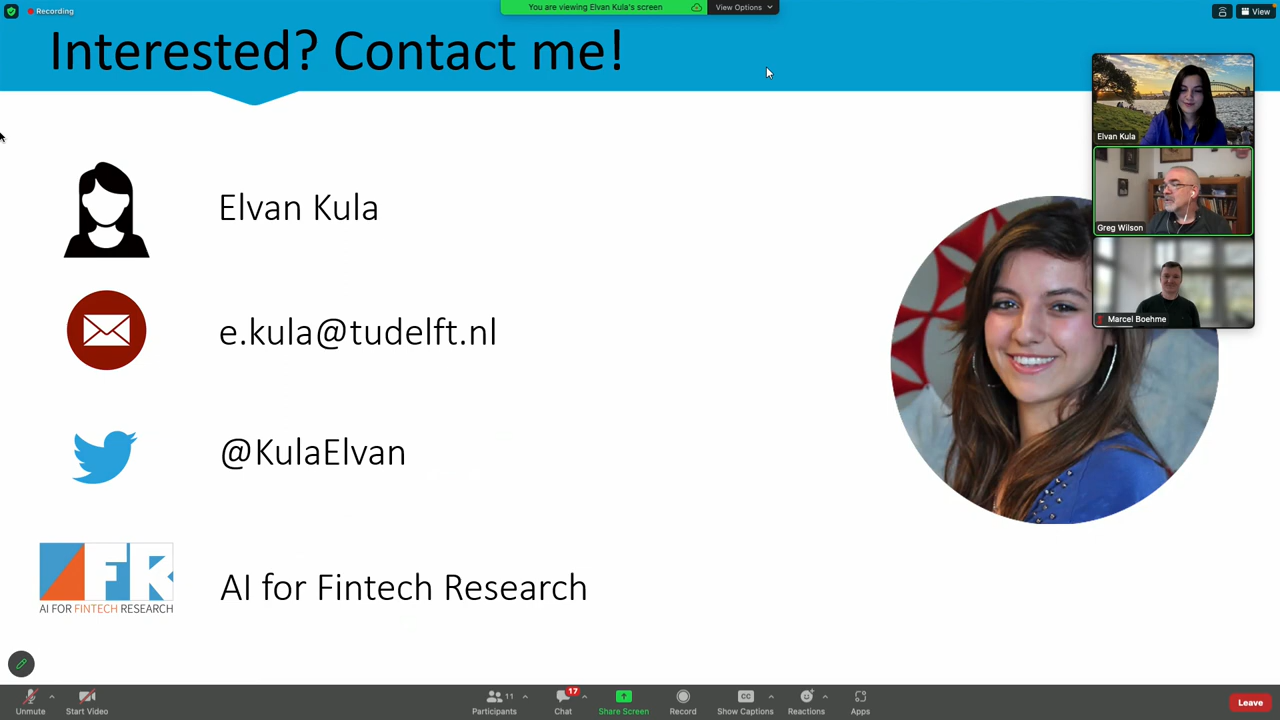 Recording
You are viewing Elvan Kula's screen
View Options
View
Interested? Contact me!
Elvan Kula
Greg Wilson
Marcel Boehme
Elvan Kula
e.kula@tudelft.nl
@KulaElvan
AI FOR FINTECH RESEARCH
AI for Fintech Research
Unmute
Start Video
Participants
11
Chat
17
Share Screen
Record
CC
Show Captions
Reactions
Apps
Leave